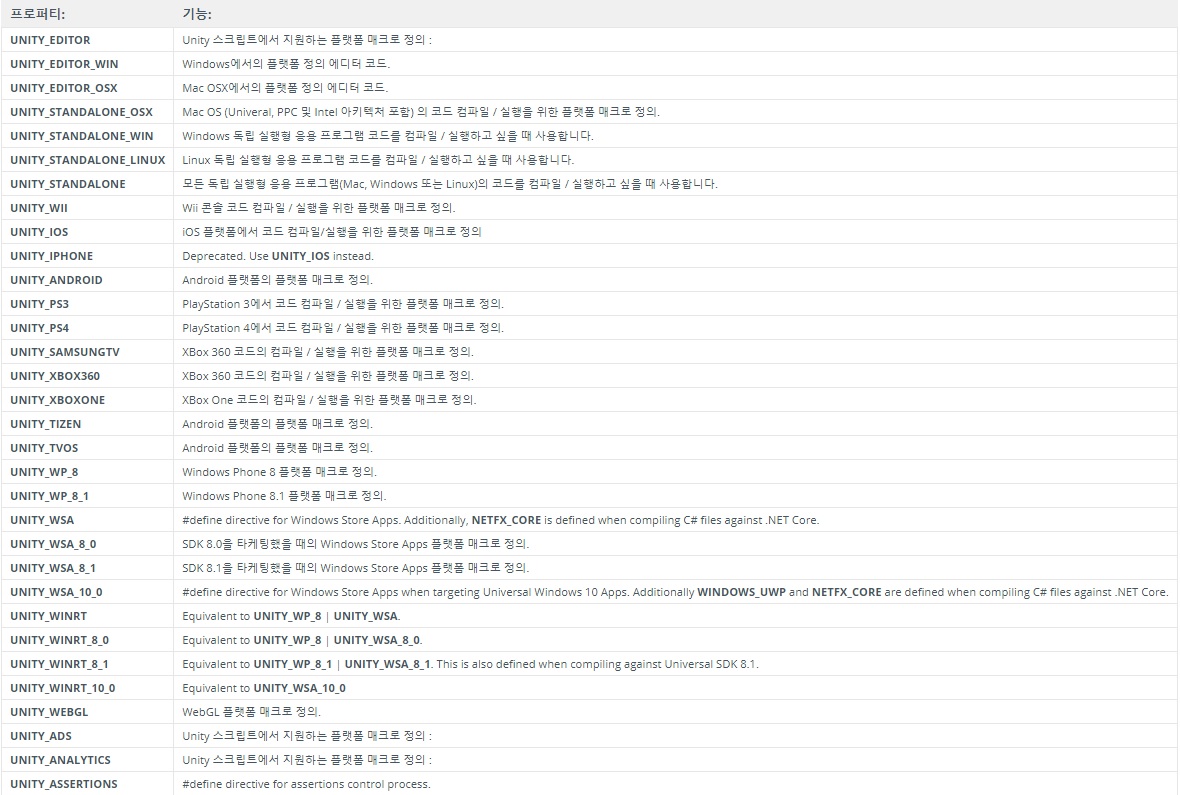 프로퍼티: 기능:
UNITY_EDITOR Unity 스크립트에서 지원하는 플랫폼 매크로 정의 :
UNITY_EDITOR_WIN Windows에서의 플랫폼 정의 에디터 코드.
UNITY_EDITOR_OSX Mac OSX에서의 플랫폼 정의 에디터 코드.
UNITY_STANDALONE_OSX Mac OS (Univeral, PPC 및 Intel 아키텍처 포함) 의 코드 컴파일 / 실행을 위한 플랫폼 매크로 정의.
UNITY_STANDALONE_WIN Windows 독립 실행형 응용 프로그램 코드를 컴파일 / 실행하고 싶을 때 사용합니다.
UNITY_STANDALONE_LINUX Linux 독립 실행형 응용 프로그램 코드를 컴파일 / 실행하고 싶을 때 사용합니다.
UNITY_STANDALONE 모든 독립 실행형 응용 프로그램(Mac, Windows 또는 Linux)의 코드를 컴파일 / 실행하고 싶을 때 사용합니다.
UNITY_WII Wii 콘솔 코드 컴파일 / 실행을 위한 플랫폼 매크로 정의.
UNITY_IOS iOS 플랫폼에서 코드 컴파일/실행을 위한 플랫폼 매크로 정의
UNITY_IPHONE Deprecated. Use UNITY_IOS instead.
UNITY_ANDROID Android 플랫폼의 플랫폼 매크로 정의.
UNITY_PS3 PlayStation 3에서 코드 컴파일 / 실행을 위한 플랫폼 매크로 정의.
UNITY_PS4 PlayStation 4에서 코드 컴파일 / 실행을 위한 플랫폼 매크로 정의.
UNITY_SAMSUNGTV XBox 360 코드의 컴파일 / 실행을 위한 플랫폼 매크로 정의.
UNITY_XBOX360 XBox 360 코드의 컴파일 / 실행을 위한 플랫폼 매크로 정의.
UNITY_XBOXONE XBox One 코드의 컴파일 / 실행을 위한 플랫폼 매크로 정의.
UNITY_TIZEN Android 플랫폼의 플랫폼 매크로 정의.
UNITY_TVOS Android 플랫폼의 플랫폼 매크로 정의.
UNITY_WP_8 Windows Phone 8 플랫폼 매크로 정의.
UNITY_WP_8_1 Windows Phone 8.1 플랫폼 매크로 정의.
UNITY_WSA #define directive for Windows Store Apps. Additionally, NETFX_CORE is defined when compiling C# files against .NET Core.
UNITY_WSA_8_0 SDK 8.0을 타케팅했을 때의 Windows Store Apps 플랫폼 매크로 정의.
UNITY_WSA_8_1 SDK 8.1을 타케팅했을 때의 Windows Store Apps 플랫폼 매크로 정의.
UNITY_WSA_10_0 #define directive for Windows Store Apps when targeting Universal Windows 10 Apps. Additionally WINDOWS_UWP and NETFX_CORE are defined when compiling C# files against .NET Core.
UNITY_WINRT Equivalent to UNITY_WP_8 | UNITY_WSA.
UNITY_WINRT_8_0 Equivalent to UNITY_WP_8 | UNITY_WSA_8_0.
UNITY_WINRT_8_1 Equivalent to UNITY_WP_8_1 | UNITY_WSA_8_1. This is also defined when compiling against Universal SDK 8.1.
UNITY_WINRT_10_0 Equivalent to UNITY_WSA_10_0
UNITY_WEBGL WebGL 플랫폼 매크로 정의.
UNITY_ADS Unity 스크립트에서 지원하는 플랫폼 매크로 정의 :
UNITY_ANALYTICS Unity 스크립트에서 지원하는 플랫폼 매크로 정의 :
UNITY_ASSERTIONS #define directive for assertions control process.